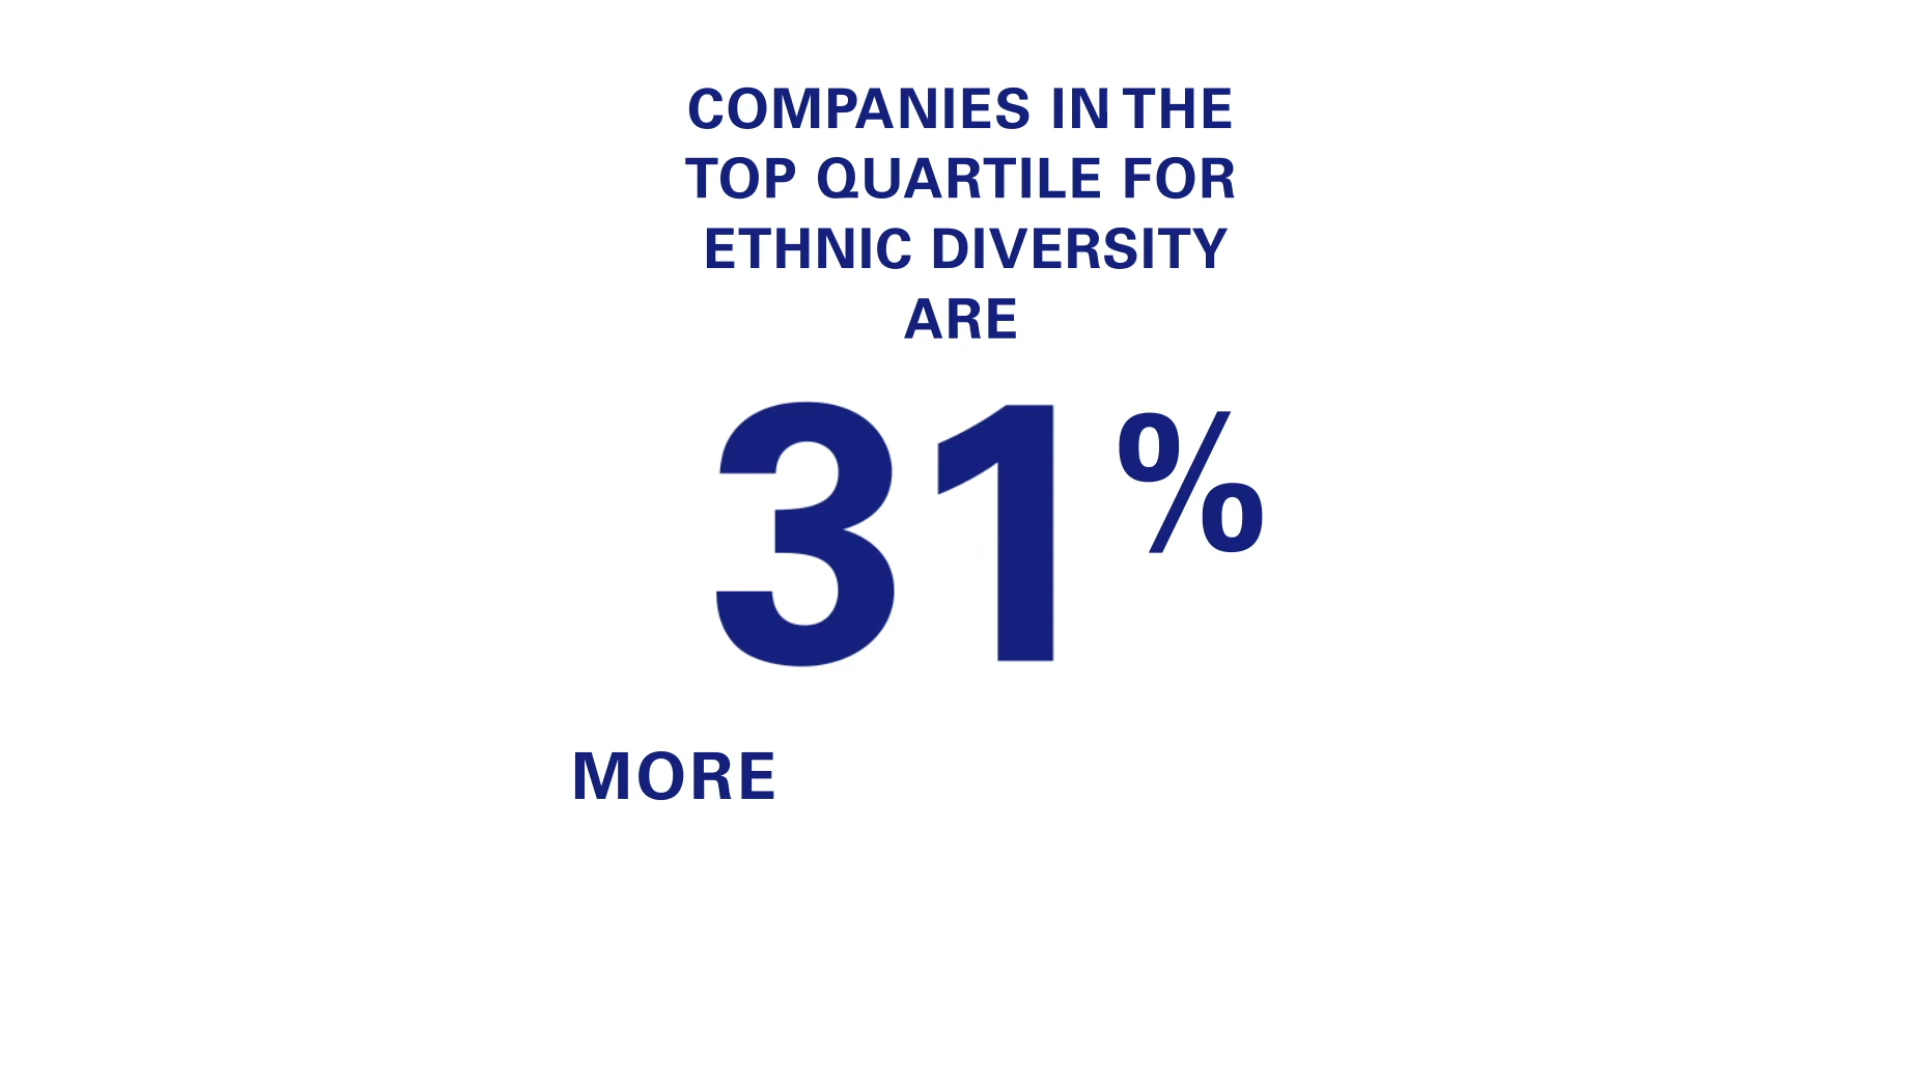 COMPANIES IN THE
TOP QUARTILE FOR
ETHNIC DIVERSITY
ARE
31%
MORE